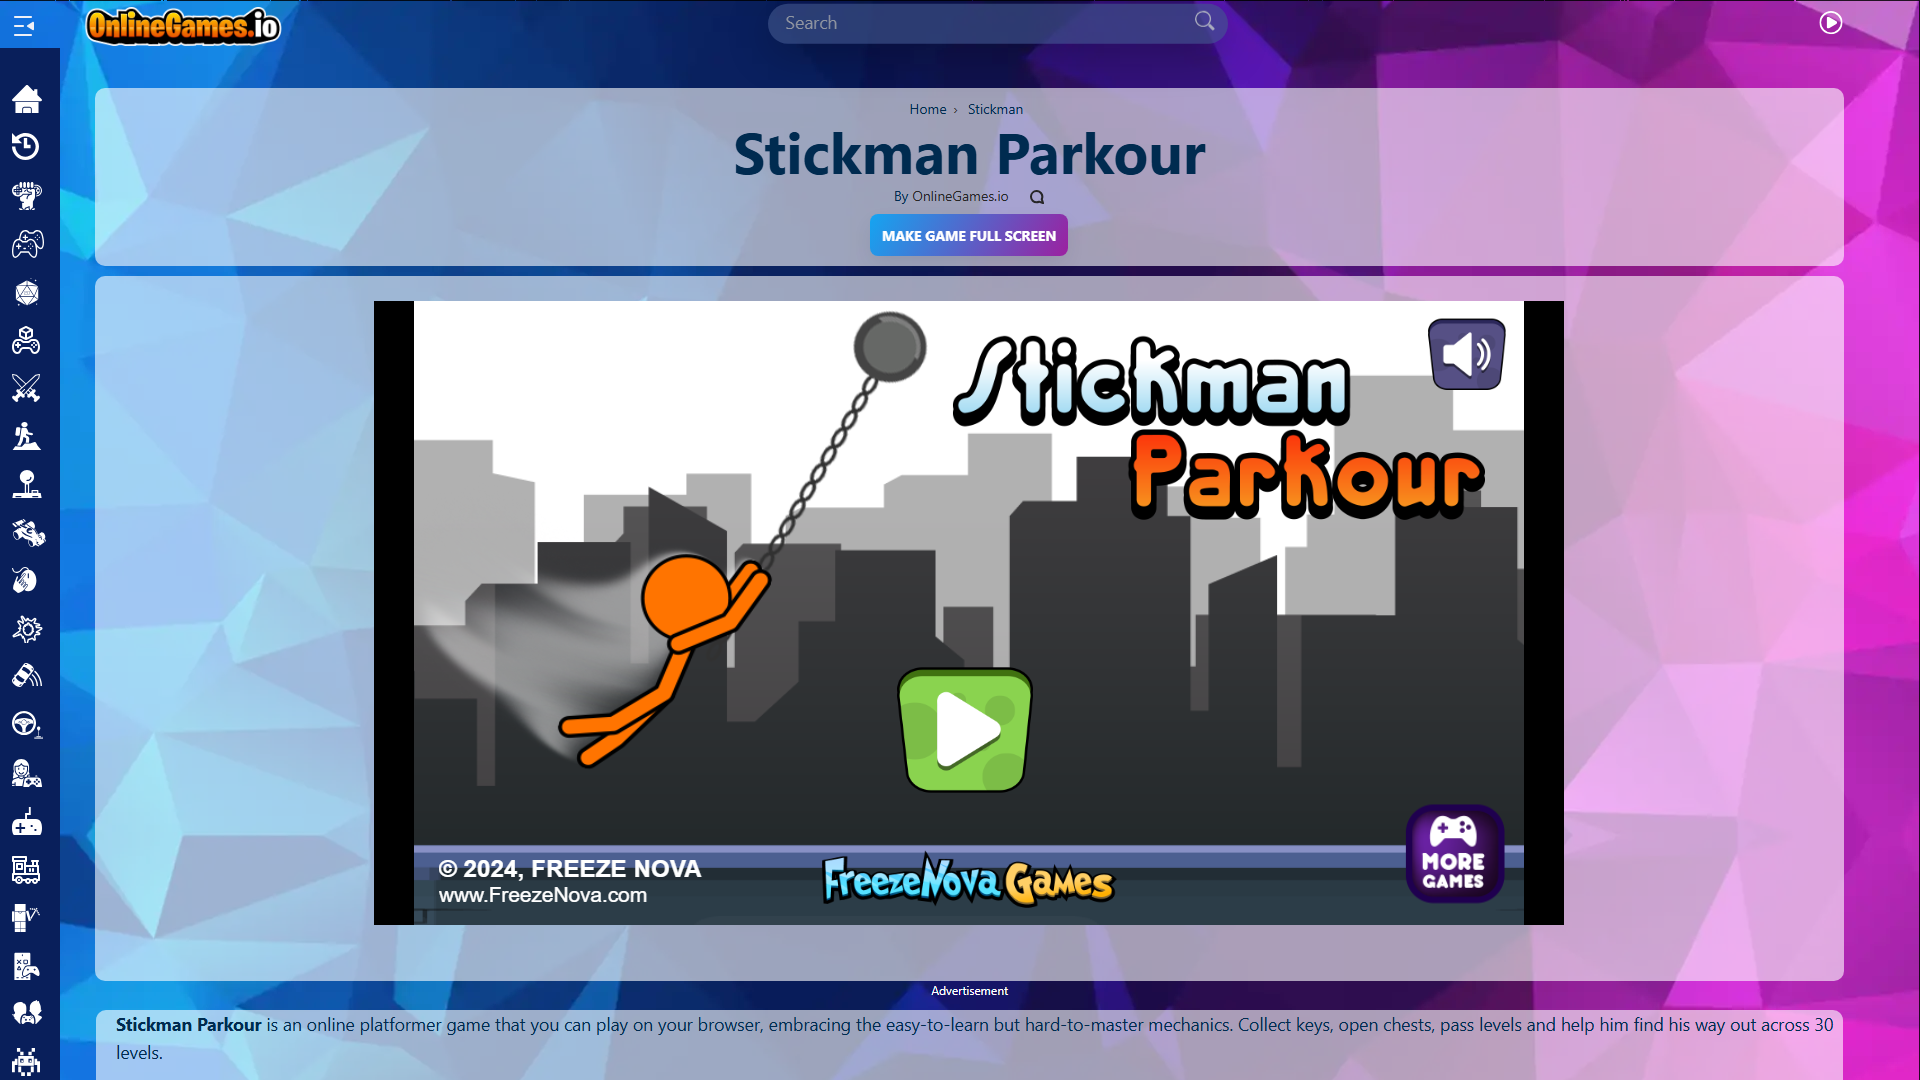 OnlineGames.io
Search
Home › Stickman
Stickman Parkour
By OnlineGames.io
MAKE GAME FULL SCREEN
Stickman
Parkour
MORE
GAMES
© 2024, FREEZE NOVA
www.FreezeNova.com
FreezeNova Games
Advertisement
Stickman Parkour is an online platformer game that you can play on your browser, embracing the easy-to-learn but hard-to-master mechanics. Collect keys, open chests, pass levels and help him find his way out across 30
levels.